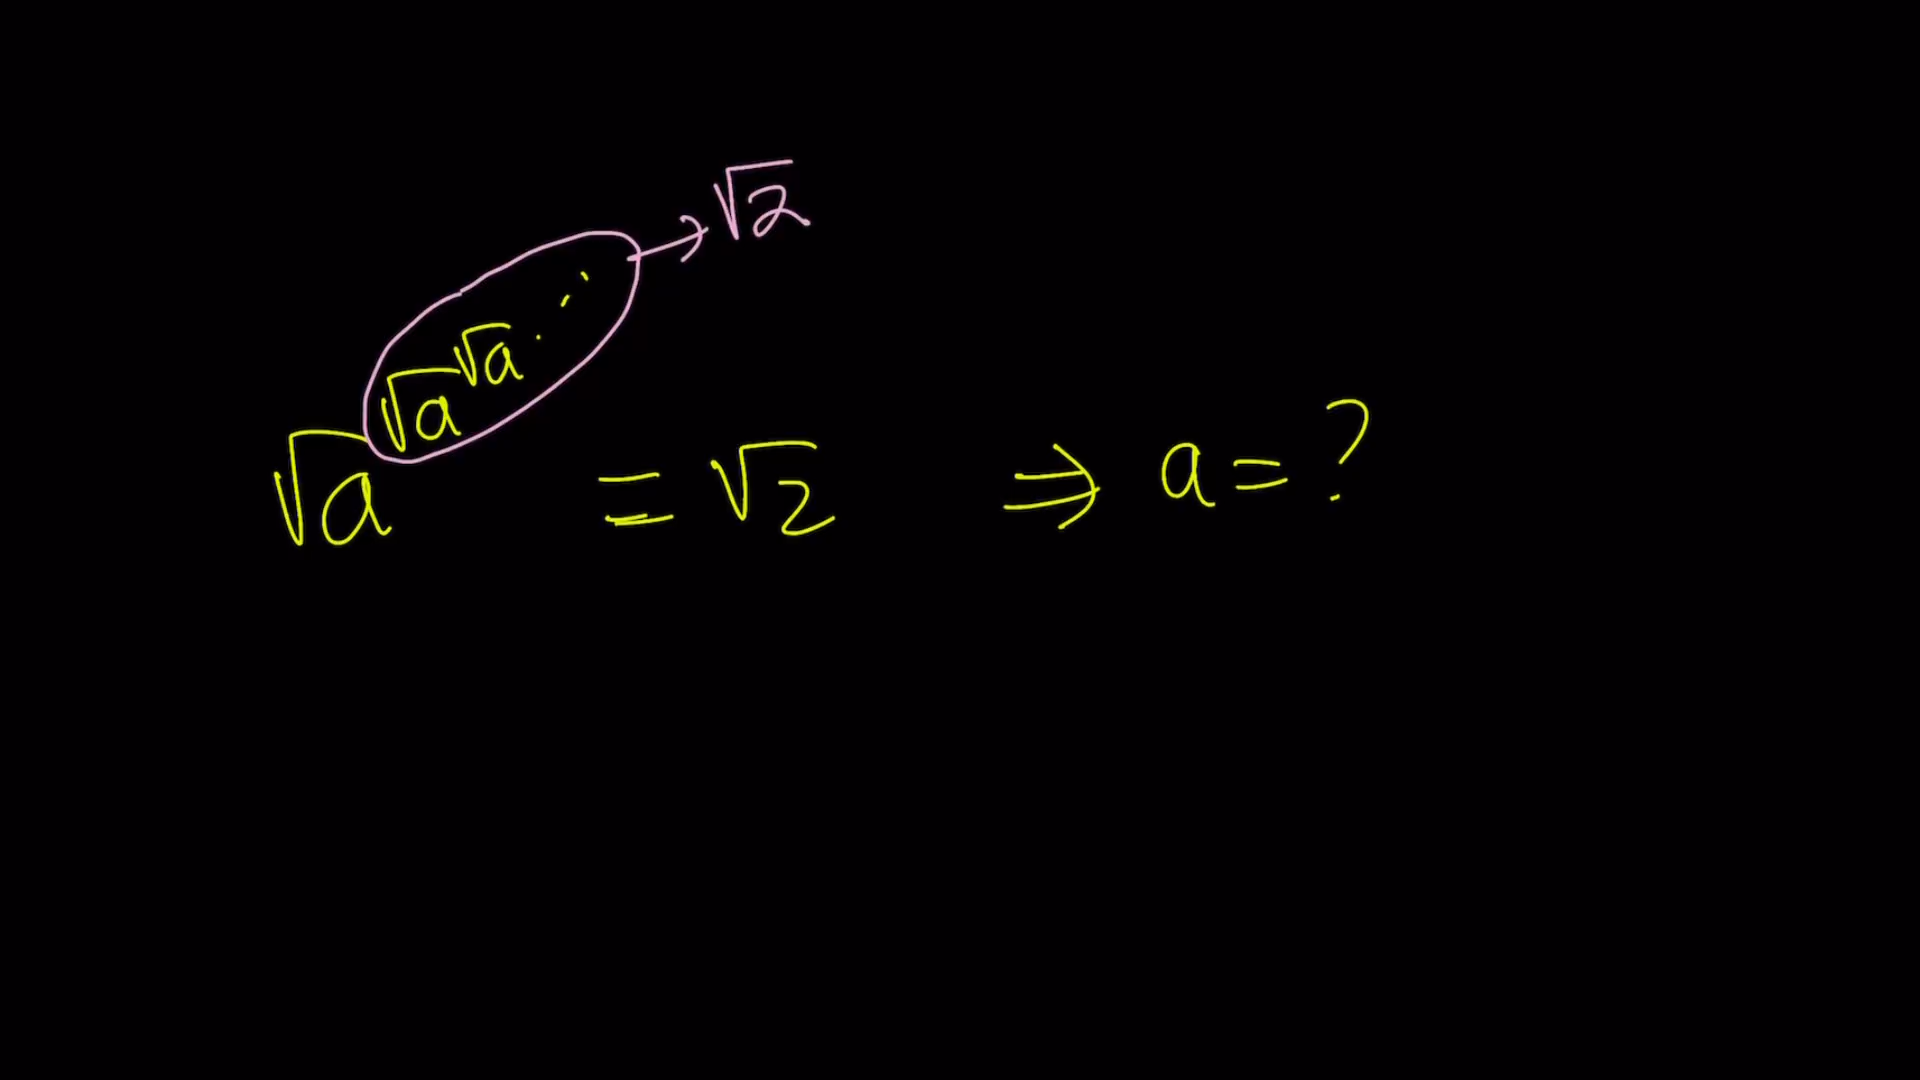 √2
√a^√a^√a^⋰ = √2 ⇒ a = ?